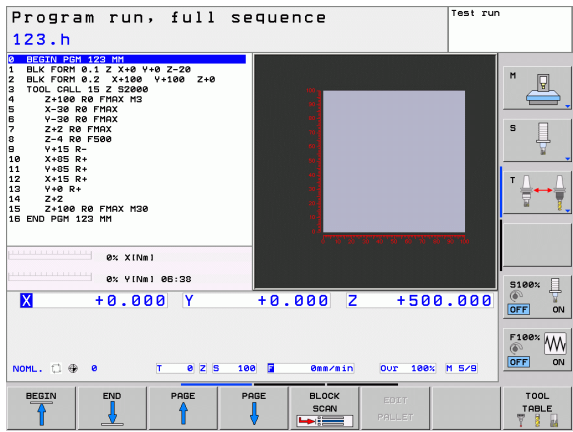 Program run, full sequence
Test run
123.h
0 BEGIN PGM 123 MM
1 BLK FORM 0.1 Z X+0 Y+0 Z-20
2 BLK FORM 0.2 X+100 Y+100 Z+0
3 TOOL CALL 15 Z S2000
4 Z+100 R0 FMAX M3
5 X-30 R0 FMAX
6 Y-30 R0 FMAX
7 Z+2 R0 FMAX
8 Z-4 R0 F500
9 Y+15 R-
10 X+85 R+
11 Y+85 R+
12 X+15 R+
13 Y+0 R+
14 Z+2
15 Z+100 R0 FMAX M30
16 END PGM 123 MM
0% X[Nm]
0% Y[Nm] 06:38
X +0.000 Y +0.000 Z +500.000
NOML. 0 T 0 Z S 100 F 0mm/min Ovr 100% M 5/9
M
S
T
S100%
OFF ON
F100%
OFF ON
BEGIN
END
PAGE
PAGE
BLOCK
SCAN
EDIT
PALLET
TOOL
TABLE